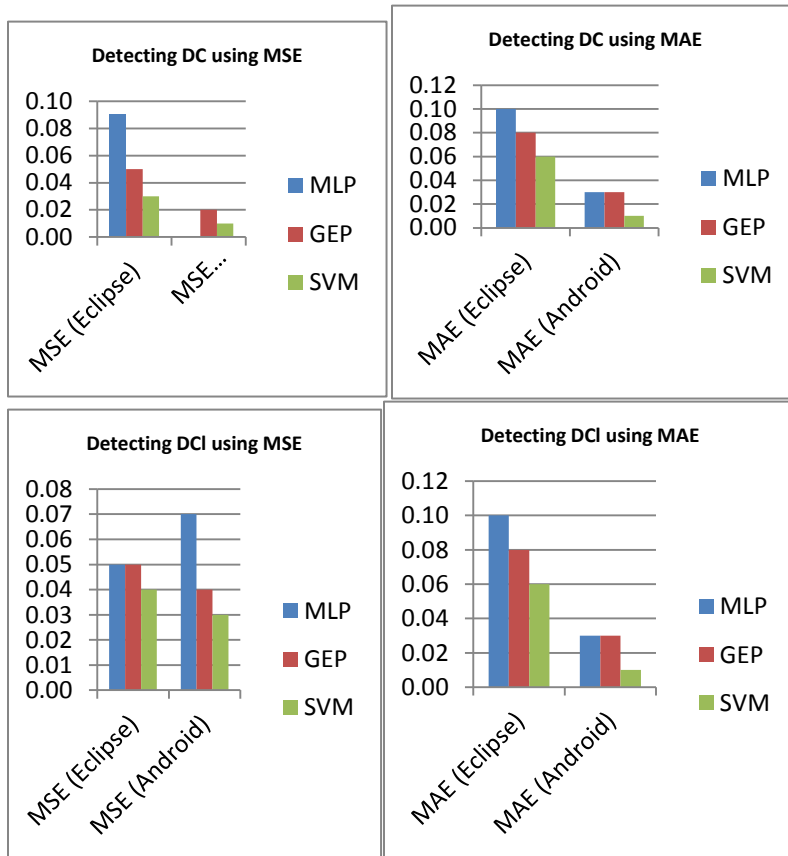 Detecting DC using MSE
0.10
0.08
0.06
0.04
0.02
0.00
MSE (Eclipse)
MSE...
MLP
GEP
SVM
Detecting DC using MAE
0.12
0.10
0.08
0.06
0.04
0.02
0.00
MAE (Eclipse)
MAE (Android)
MLP
GEP
SVM
Detecting DCl using MSE
0.08
0.07
0.06
0.05
0.04
0.03
0.02
0.01
0.00
MSE (Eclipse)
MSE (Android)
MLP
GEP
SVM
Detecting DCl using MAE
0.12
0.10
0.08
0.06
0.04
0.02
0.00
MAE (Eclipse)
MAE (Android)
MLP
GEP
SVM